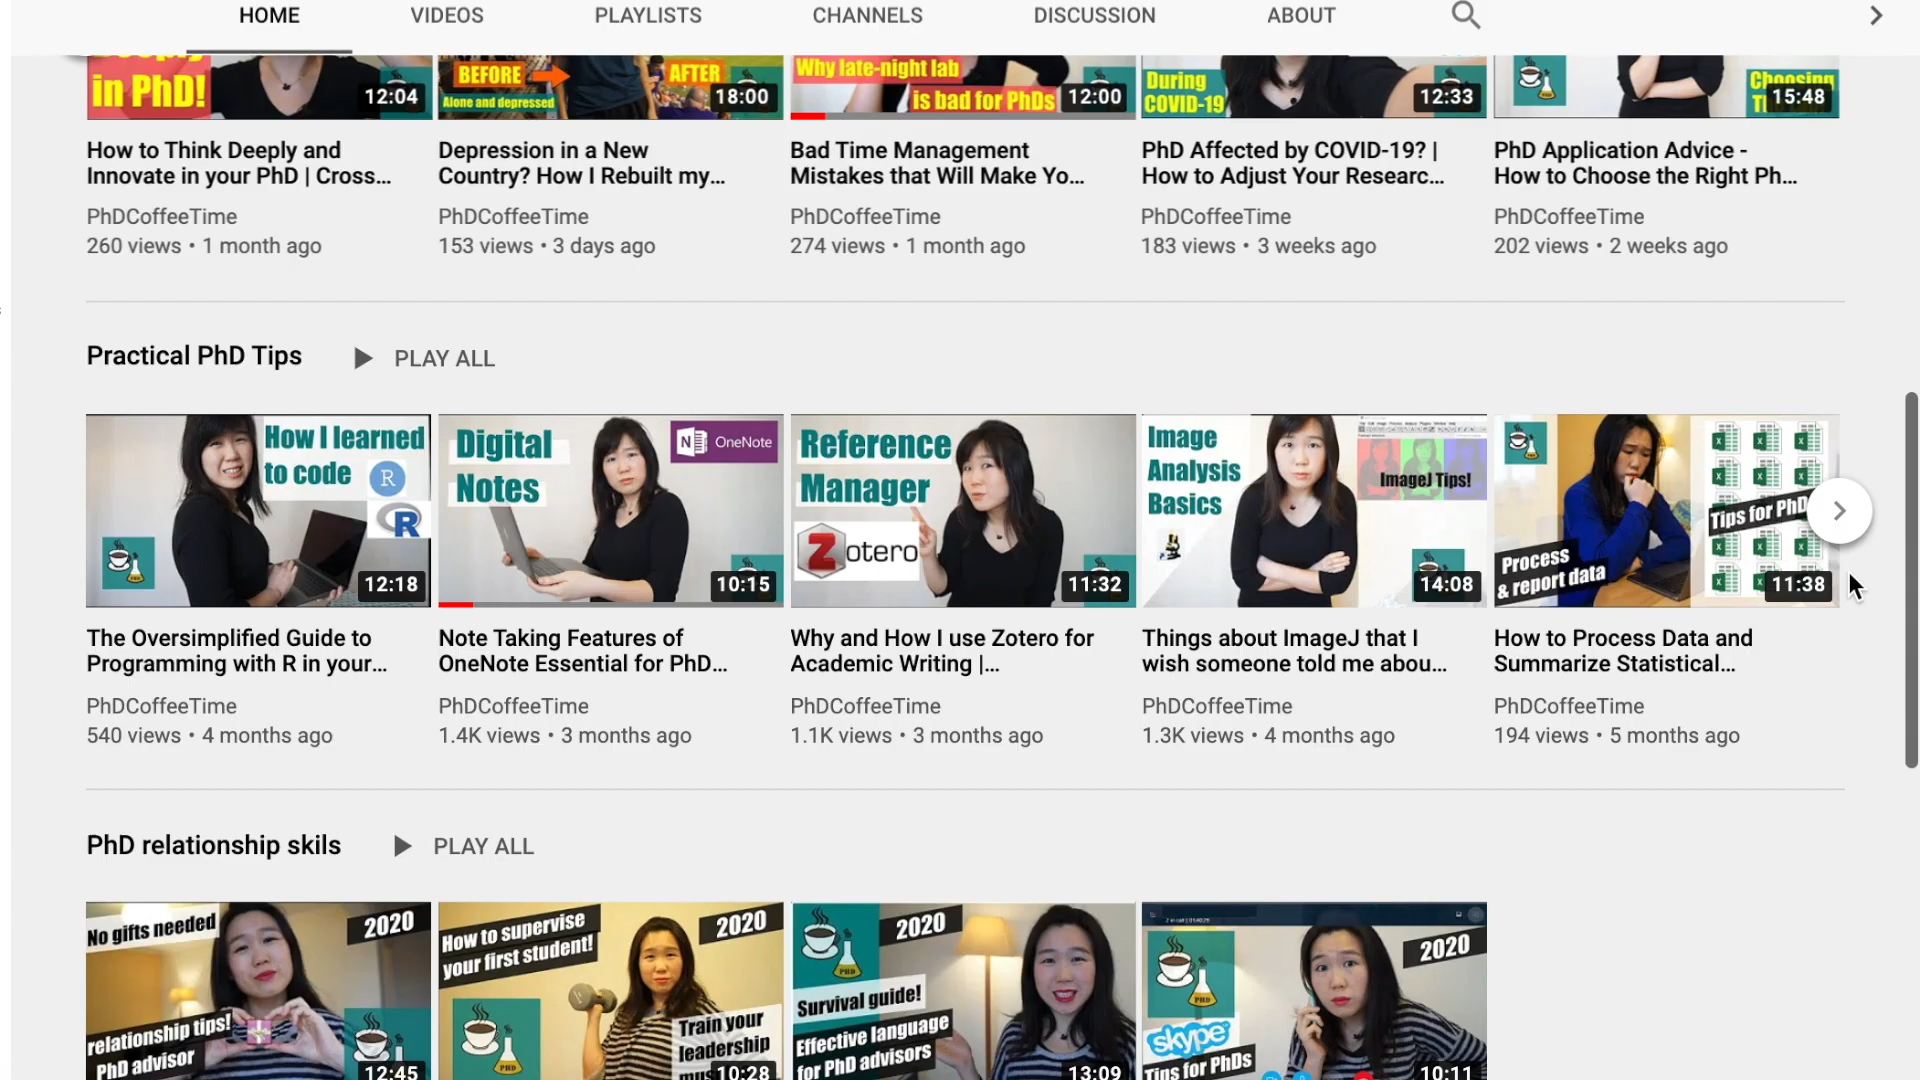 HOME
VIDEOS
PLAYLISTS
CHANNELS
DISCUSSION
ABOUT
in PhD!
12:04
BEFORE
AFTER
Alone and depressed
18:00
Why late-night lab
is bad for PhDs
12:00
During
COVID-19
12:33
Choosing
15:48
How to Think Deeply and
Innovate in your PhD | Cross...
PhDCoffeeTime
260 views • 1 month ago
Depression in a New
Country? How I Rebuilt my...
PhDCoffeeTime
153 views • 3 days ago
Bad Time Management
Mistakes that Will Make Yo...
PhDCoffeeTime
274 views • 1 month ago
PhD Affected by COVID-19? |
How to Adjust Your Researc...
PhDCoffeeTime
183 views • 3 weeks ago
PhD Application Advice -
How to Choose the Right Ph...
PhDCoffeeTime
202 views • 2 weeks ago
Practical PhD Tips
PLAY ALL
How I learned
to code
R
R
12:18
Digital
Notes
N OneNote
10:15
Reference
Manager
Zotero
11:32
Image
Analysis
Basics
ImageJ Tips!
14:08
Tips for PhD
Process
& report data
11:38
The Oversimplified Guide to
Programming with R in your...
PhDCoffeeTime
540 views • 4 months ago
Note Taking Features of
OneNote Essential for PhD...
PhDCoffeeTime
1.4K views • 3 months ago
Why and How I use Zotero for
Academic Writing |...
PhDCoffeeTime
1.1K views • 3 months ago
Things about ImageJ that I
wish someone told me abou...
PhDCoffeeTime
1.3K views • 4 months ago
How to Process Data and
Summarize Statistical...
PhDCoffeeTime
194 views • 5 months ago
PhD relationship skils
PLAY ALL
No gifts needed
2020
relationship tips!
PhD advisor
12:45
How to supervise
your first student!
2020
PHD
Train your
leadership
10:28
2020
PHD
Survival guide!
Effective language
for PhD advisors
13:09
2020
PHD
skype
Tips for PhDs
10:11